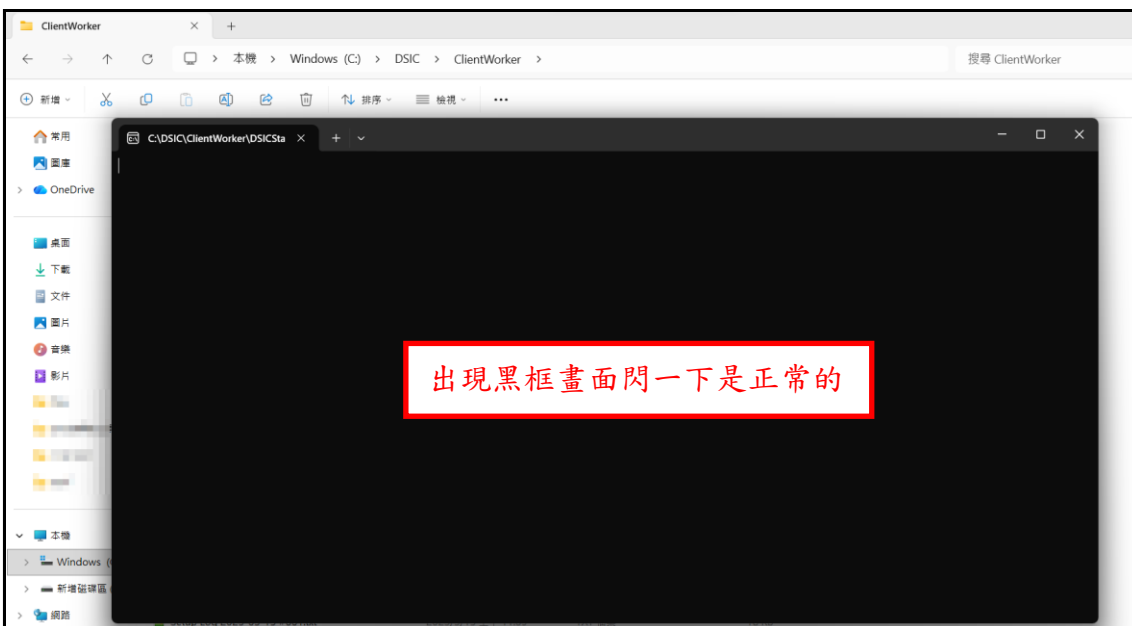 ClientWorker
本機 > Windows (C:) > DSIC > ClientWorker >
搜尋 ClientWorker
新增
排序
檢視
常用
圖庫
OneDrive
桌面
下載
文件
圖片
音樂
影片
本機
Windows (
新增磁碟區
網路
C:\DSIC\ClientWorker\DSICSta
出現黑框畫面閃一下是正常的